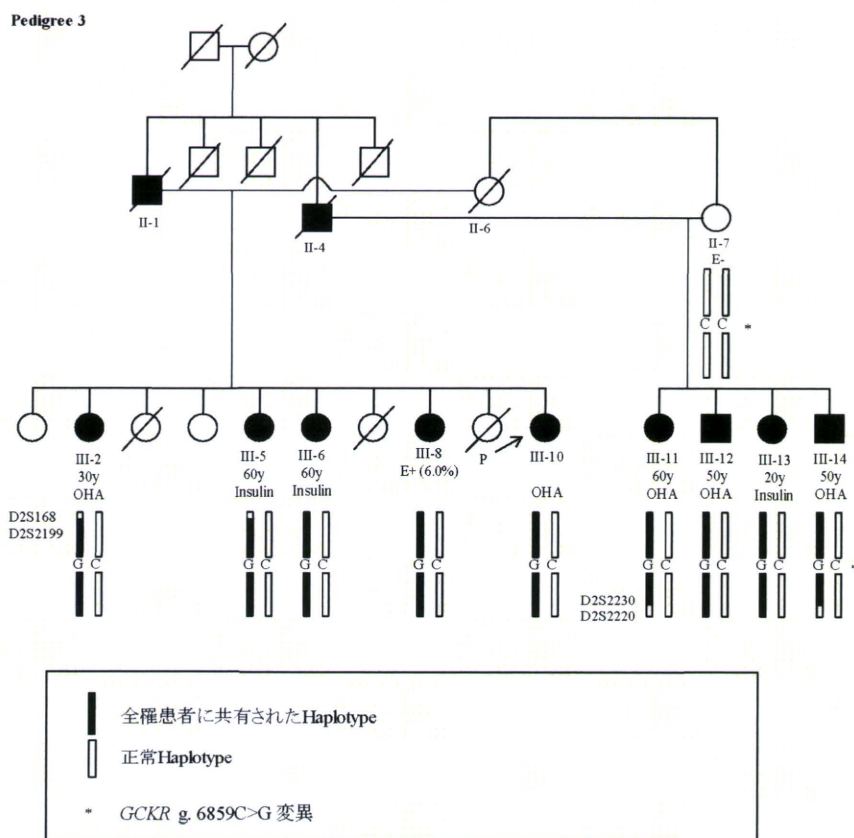 Pedigree 3
II-1
II-4
II-6
II-7
E-
C C *
III-2
30y
OHA
III-5
60y
Insulin
III-6
60y
Insulin
III-8
E+ (6.0%)
P
III-10
OHA
III-11
60y
OHA
III-12
50y
OHA
III-13
20y
Insulin
III-14
50y
OHA
D2S168
D2S2199
G C
G C
G C
G C
G C
G C
G C
G C
G C
D2S2230
D2S2220
全罹患者に共有されたHaplotype
正常Haplotype
* GCKR g. 6859C>G 変異